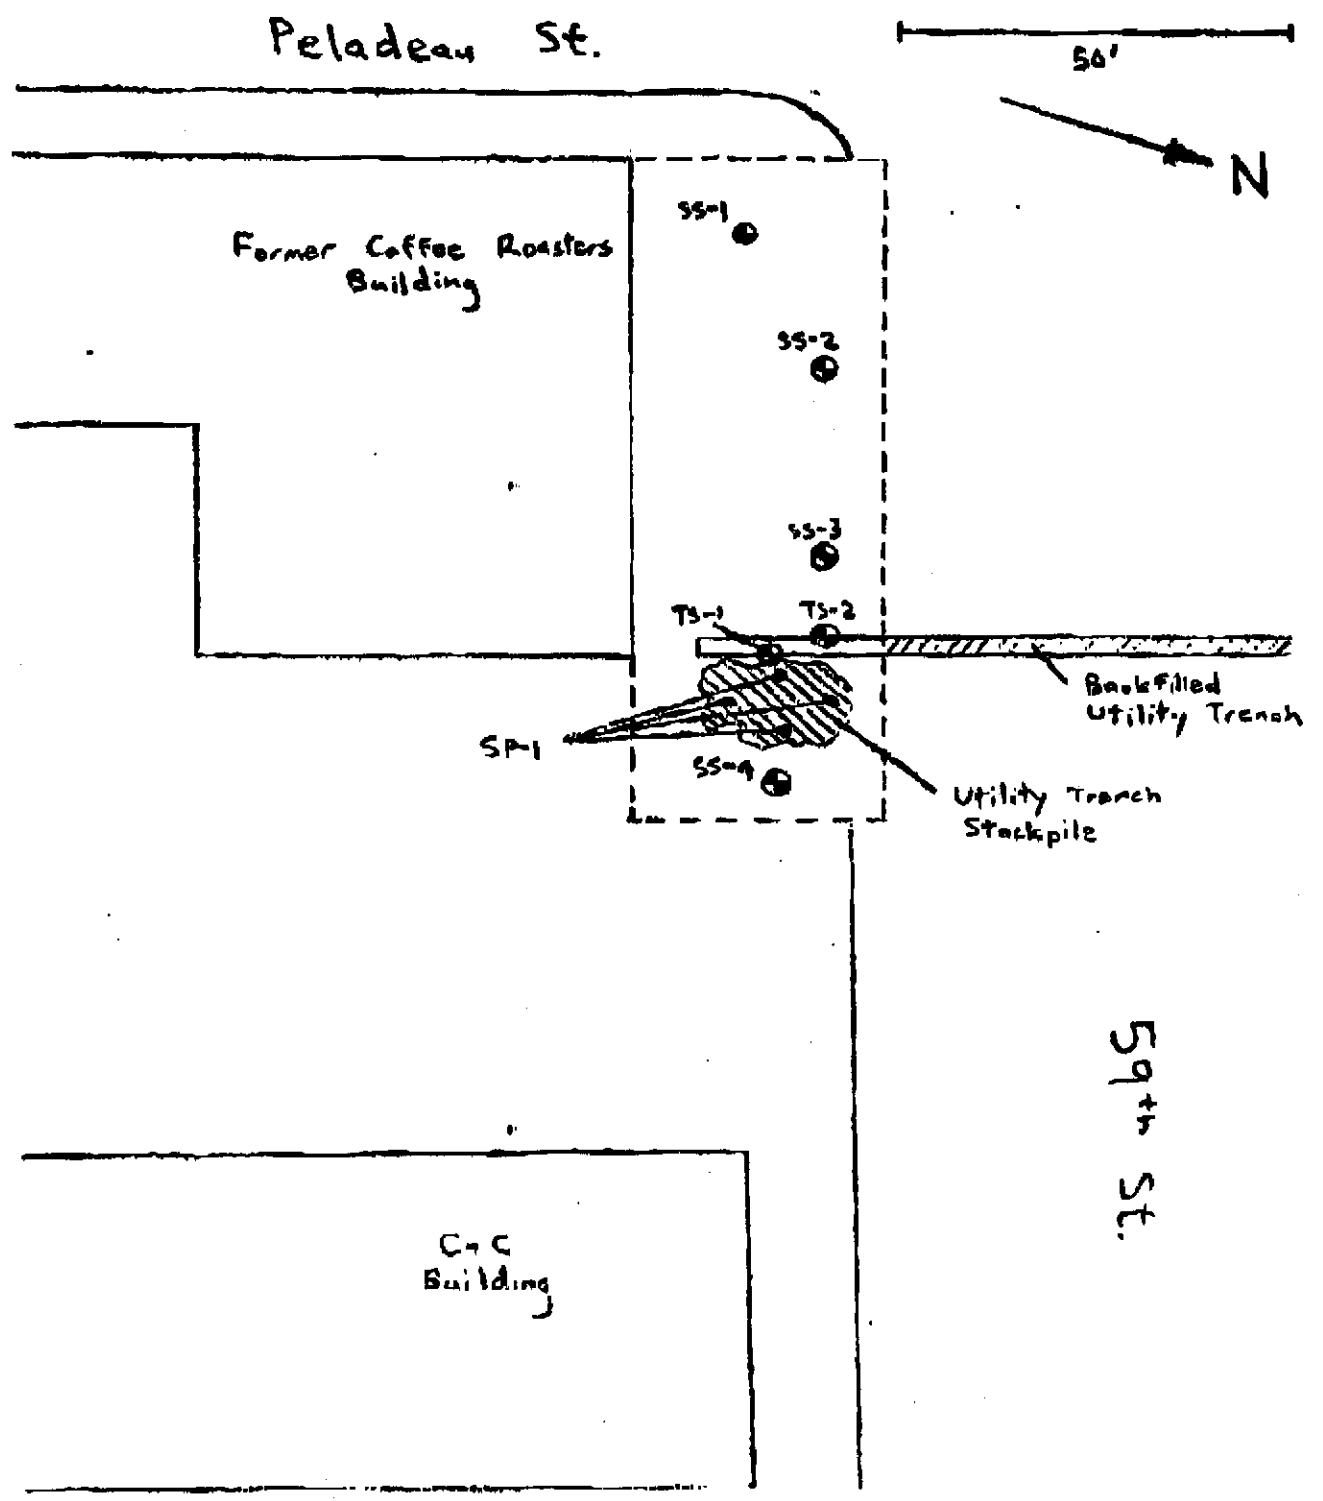 Peladeau St.
50'
N
SS-1
Former Coffee Roasters
Building
SS-2
SS-3
TS-1
TS-2
Backfilled
Utility Trench
SP-1
SS-4
Utility Trench
Stockpile
59th St.
Building